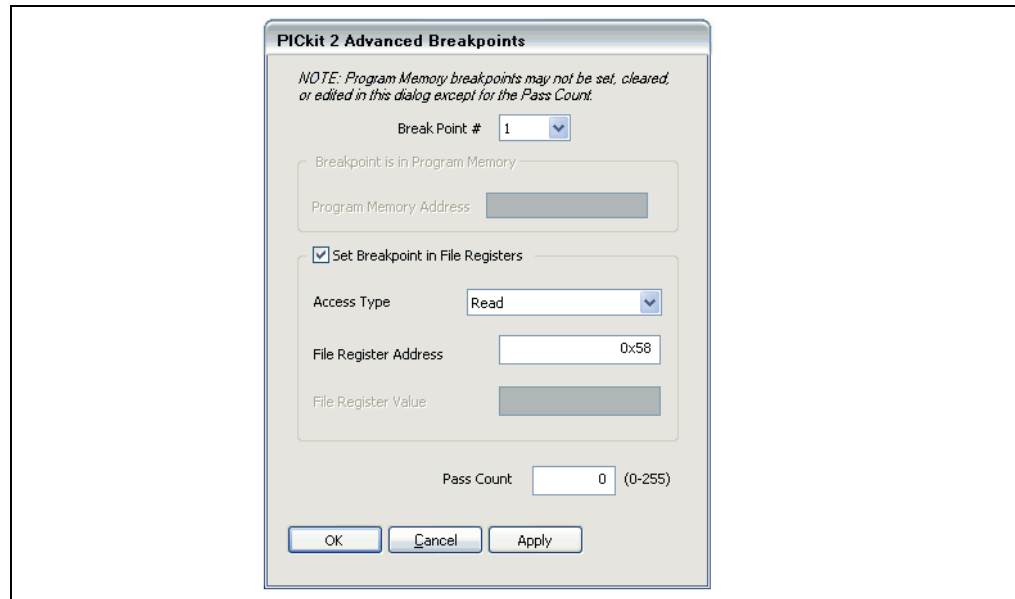 PICkit 2 Advanced Breakpoints
NOTE: Program Memory breakpoints may not be set, cleared,
or edited in this dialog except for the Pass Count.
Break Point # 1
Breakpoint is in Program Memory
Program Memory Address
Set Breakpoint in File Registers
Access Type Read
File Register Address 0x58
File Register Value
Pass Count 0 (0-255)
OK Cancel Apply